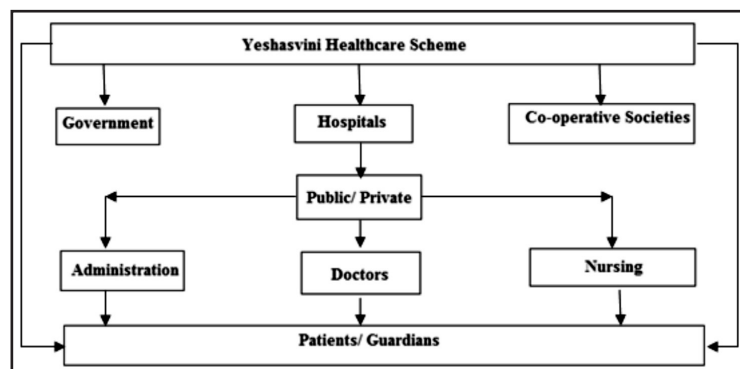 Yeshasvini Healthcare Scheme
Government
Hospitals
Co-operative Societies
Public/ Private
Administration
Doctors
Nursing
Patients/ Guardians